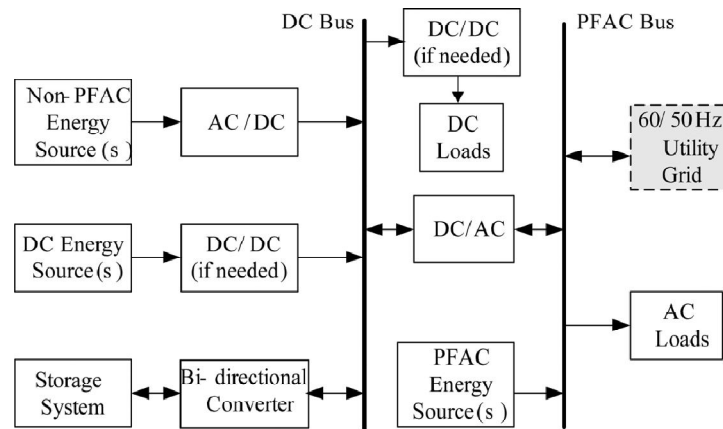 DC Bus
PFAC Bus
DC/DC
(if needed)
Non-PFAC
Energy
Source(s)
AC/DC
DC
Loads
60/50Hz
Utility
Grid
DC Energy
Source(s)
DC/DC
(if needed)
DC/AC
AC
Loads
Storage
System
Bi-directional
Converter
PFAC
Energy
Source(s)